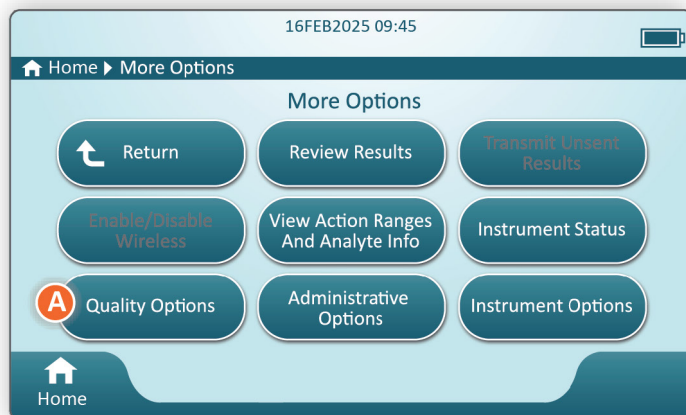 16FEB2025 09:45
Home ▶ More Options
More Options
Return
Review Results
Transmit Unsent
Results
Enable/Disable
Wireless
View Action Ranges
And Analyte Info
Instrument Status
A
Quality Options
Administrative
Options
Instrument Options
Home